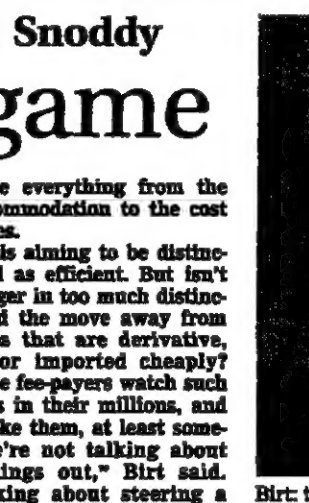 Snoddy
game
e everything from the
ommodation to the cost
es.
is aiming to be distinc-
d as efficient. But isn't
ger in too much distinc-
d the move away from
s that are derivative,
or imported cheaply?
e fee-payers watch such
s in their millions, and
ke them, at least some-
e're not talking about
ings out," Birt said.
king about steering a
Birt: t